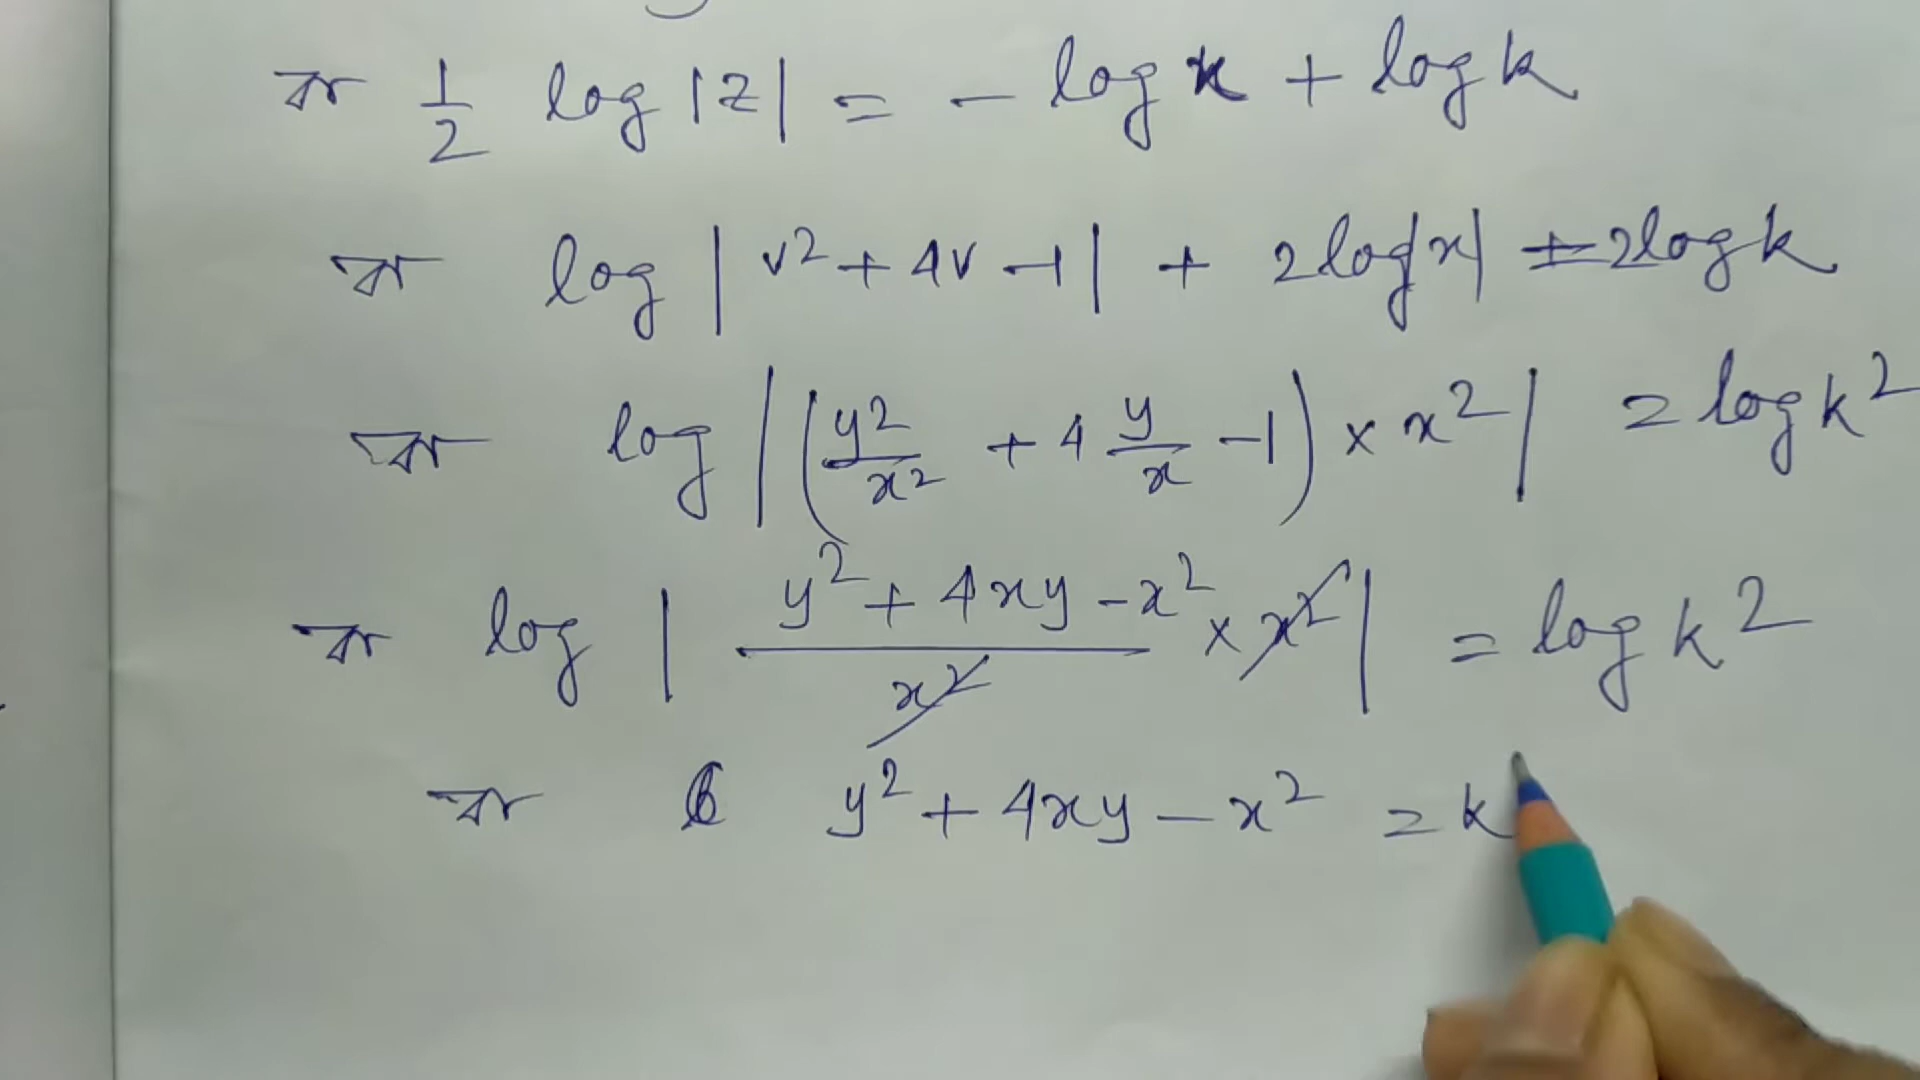 বা 1/2 log |z| = - log x + log k
বা log | v² + 4v - 1 | + 2 log |x| = 2 log k
বা log | ( y²/x² + 4 y/x - 1 ) × x² | = log k²
বা log | (y² + 4xy - x²)/x² × x² | = log k²
বা y² + 4xy - x² = k